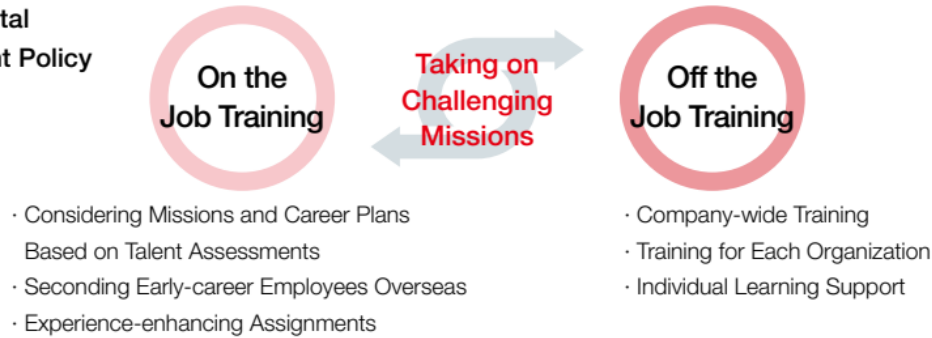 tal
t Policy
On the
Job Training
Taking on
Challenging
Missions
Off the
Job Training
· Considering Missions and Career Plans
Based on Talent Assessments
· Seconding Early-career Employees Overseas
· Experience-enhancing Assignments
· Company-wide Training
· Training for Each Organization
· Individual Learning Support